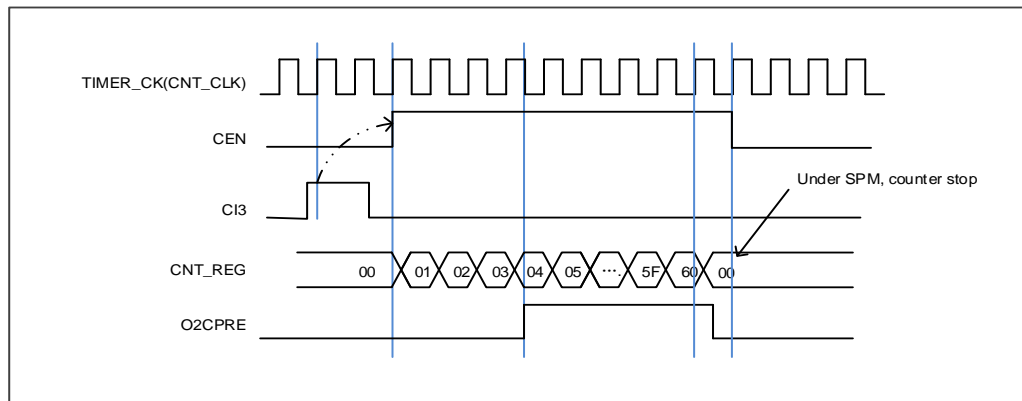 TIMER_CK(CNT_CLK)
CEN
Under SPM, counter stop
CI3
CNT_REG
00 01 02 03 04 05 .... 5F 60 00
O2CPRE